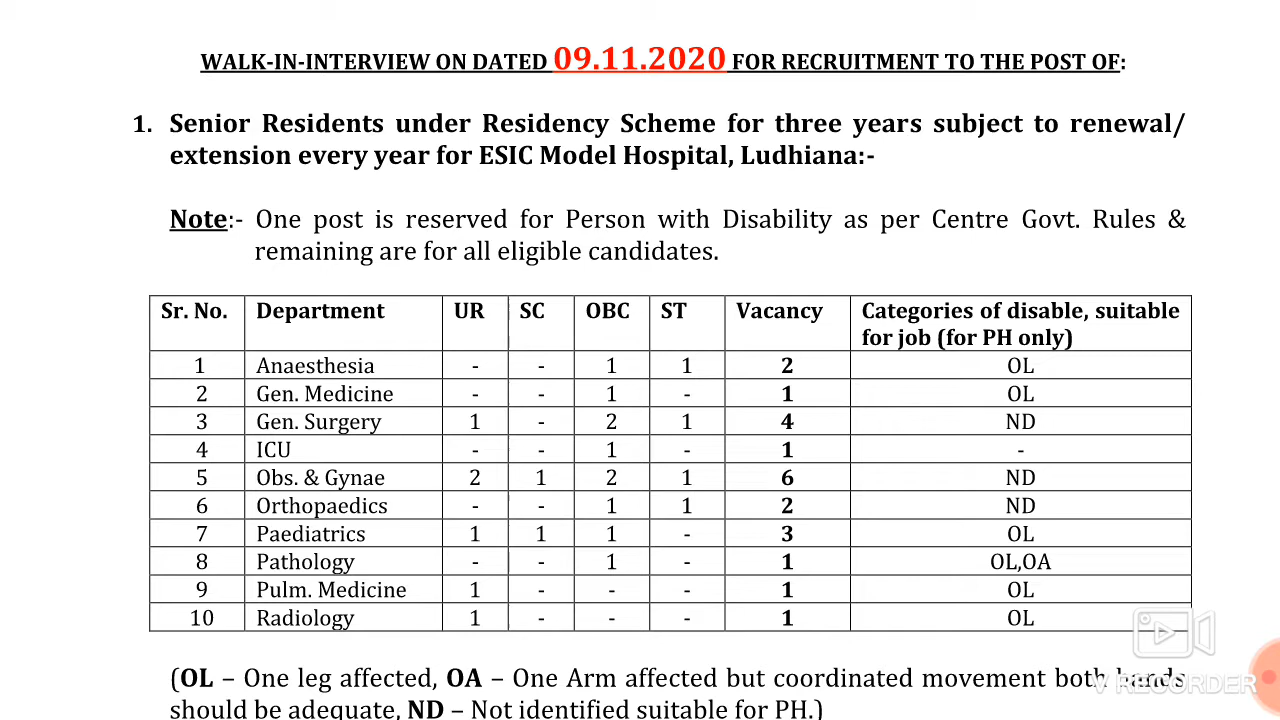 WALK-IN-INTERVIEW ON DATED 09.11.2020 FOR RECRUITMENT TO THE POST OF:
1. Senior Residents under Residency Scheme for three years subject to renewal/
extension every year for ESIC Model Hospital, Ludhiana:-
Note:- One post is reserved for Person with Disability as per Centre Govt. Rules &
remaining are for all eligible candidates.
Sr. No. Department UR SC OBC ST Vacancy Categories of disable, suitable
for job (for PH only)
1 Anaesthesia - - 1 1 2 OL
2 Gen. Medicine - - 1 - 1 OL
3 Gen. Surgery 1 - 2 1 4 ND
4 ICU - - 1 - 1 -
5 Obs. & Gynae 2 1 2 1 6 ND
6 Orthopaedics - - 1 1 2 ND
7 Paediatrics 1 1 1 - 3 OL
8 Pathology - - 1 1 OL,OA
9 Pulm. Medicine 1 - - - 1 OL
10 Radiology 1 - - - 1 OL
(OL – One leg affected, OA – One Arm affected but coordinated movement both hands
should be adequate, ND – Not identified suitable for PH.)
V RECORDER